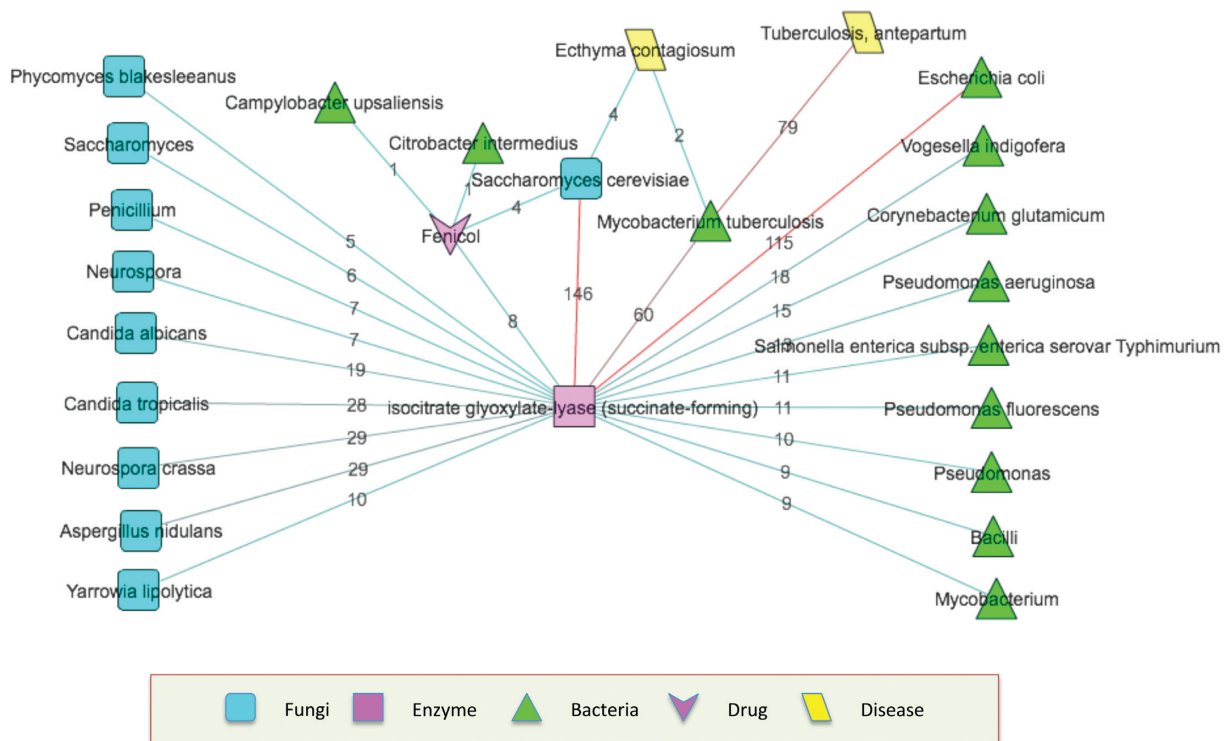 Tuberculosis, antepartum
Ecthyma contagiosum
Phycomyces blakesleeanus
Escherichia coli
Campylobacter upsaliensis
Saccharomyces
Citrobacter intermedius
Vogesella indigofera
4
2
79
1
1
Saccharomyces cerevisiae
4
Penicillium
Mycobacterium tuberculosis
Corynebacterium glutamicum
Fenicol
5
115
Neurospora
6
18
Pseudomonas aeruginosa
146
7
60
15
8
Candida albicans
7
13
Salmonella enterica subsp. enterica serovar Typhimurium
19
11
Candida tropicalis
28
isocitrate glyoxylate-lyase (succinate-forming)
11
Pseudomonas fluorescens
29
10
Neurospora crassa
29
9
Pseudomonas
10
9
Aspergillus nidulans
Bacilli
Yarrowia lipolytica
Mycobacterium
Fungi
Enzyme
Bacteria
Drug
Disease